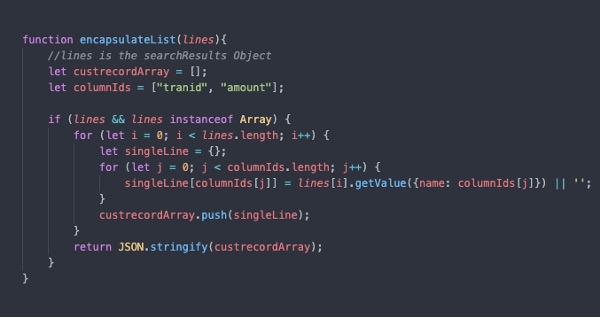 function encapsulateList(lines){
    //lines is the searchResults Object
    let custrecordArray = [];
    let columnIds = ["tranid", "amount"];

    if (lines && lines instanceof Array) {
        for (let i = 0; i < lines.length; i++) {
            let singleLine = {};
            for (let j = 0; j < columnIds.length; j++) {
                singleLine[columnIds[j]] = lines[i].getValue({name: columnIds[j]}) || '';
            }
            custrecordArray.push(singleLine);
        }
        return JSON.stringify(custrecordArray);
    }
}